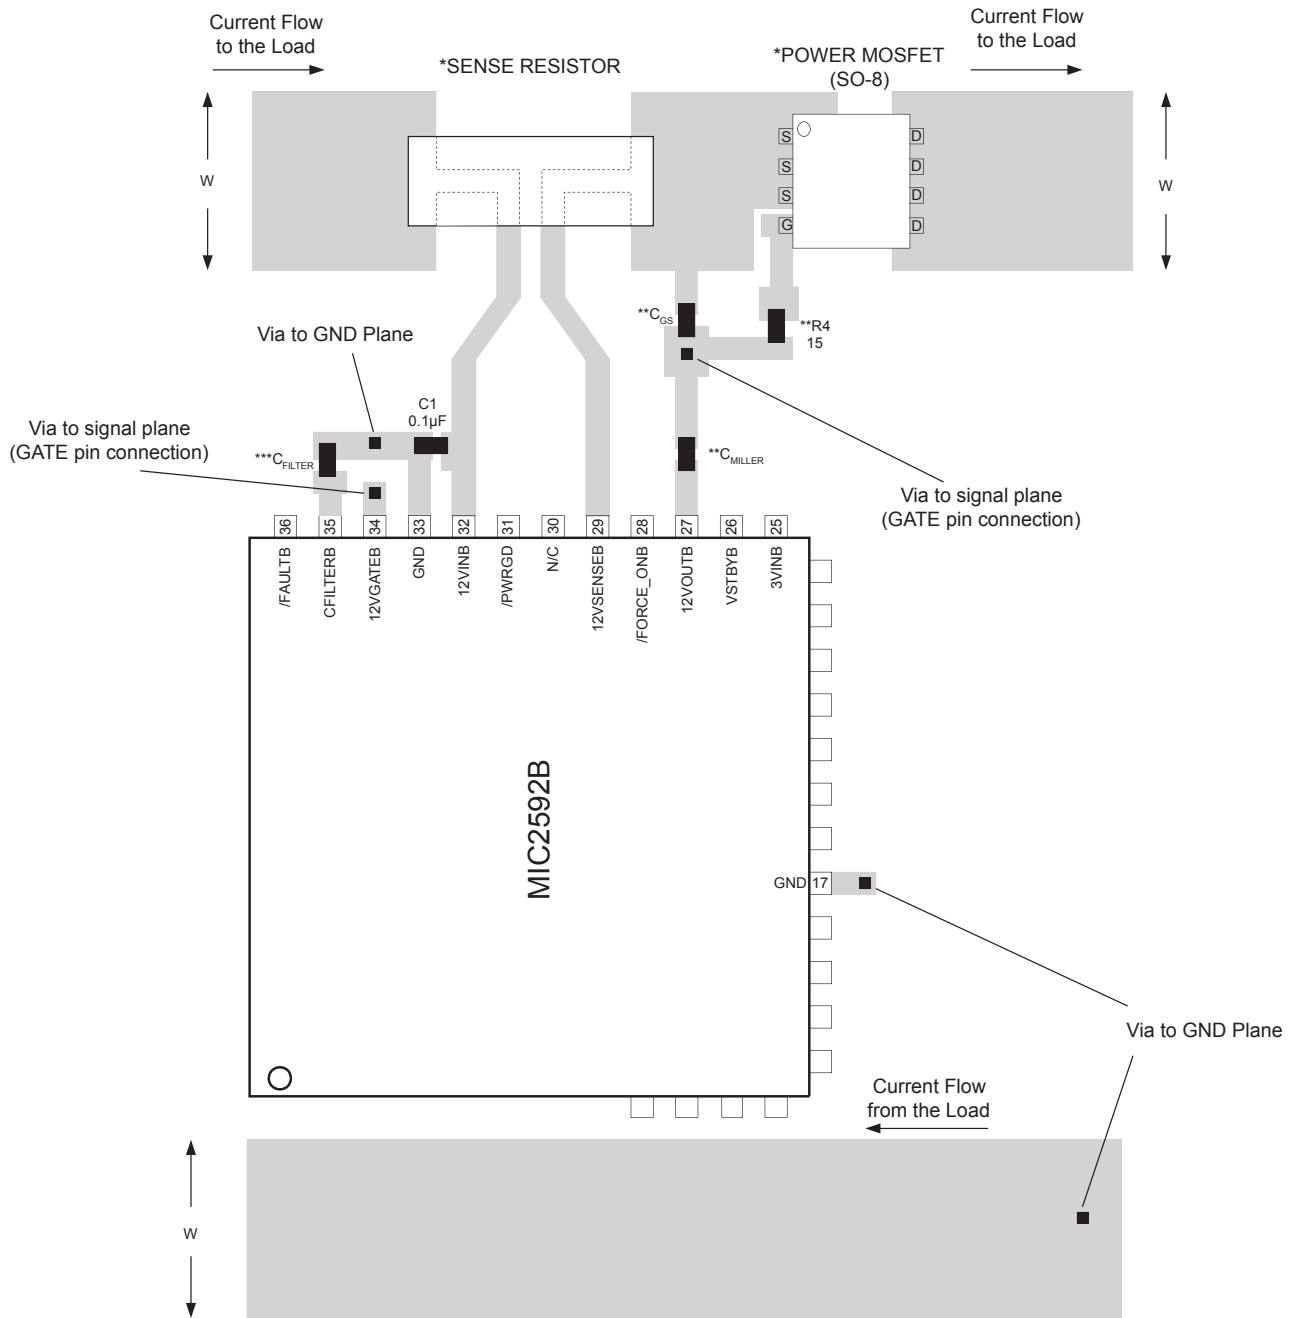 Current Flow
to the Load
Current Flow
to the Load
*SENSE RESISTOR
*POWER MOSFET
(SO-8)
W
W
S
S
S
G
D
D
D
D
**CGS
**R4
15
Via to GND Plane
C1
0.1µF
Via to signal plane
(GATE pin connection)
***CFILTER
**CMILLER
Via to signal plane
(GATE pin connection)
36
35
34
33
32
31
30
29
28
27
26
25
/FAULTB
CFILTERB
12VGATEB
GND
12VINB
/PWRGD
N/C
12VSENSEB
/FORCE_ONB
12VOUTB
VSTBYB
3VINB
MIC2592B
GND 17
Via to GND Plane
Current Flow
from the Load
W